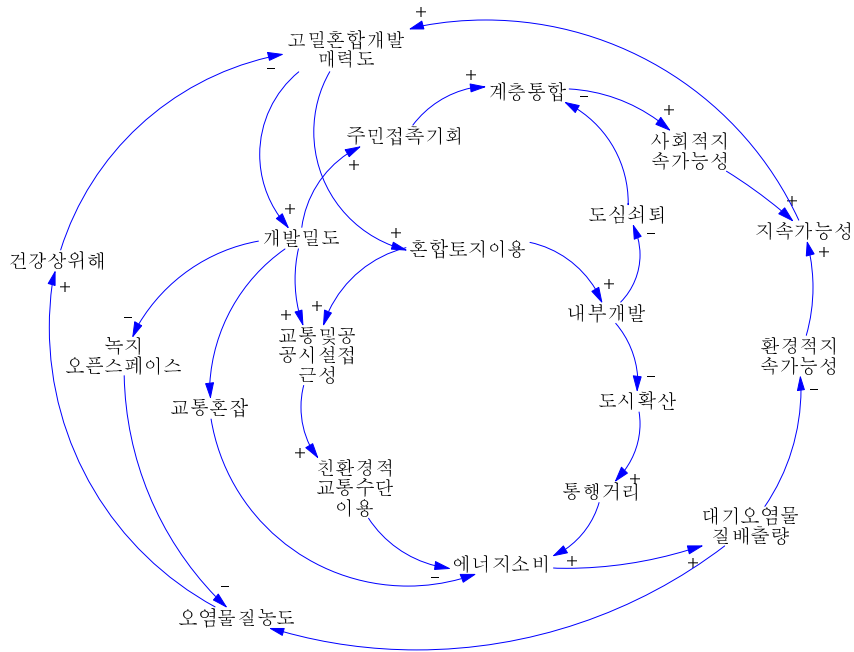 +
고밀혼합개발
매력도
–
+
계층통합
–
+
주민접촉기회
+
사회적지
속가능성
+
+
도심쇠퇴
–
지속가능성
+
개발밀도
+
혼합토지이용
+
건강상위해
+
+
내부개발
–
+
+
녹지
오픈스페이스
교통및공
공시설접
근성
환경적지
속가능성
–
–
교통혼잡
도시확산
+
친환경적
교통수단
이용
+
통행거리
대기오염물
질배출량
에너지소비
+
+
–
–
오염물질농도